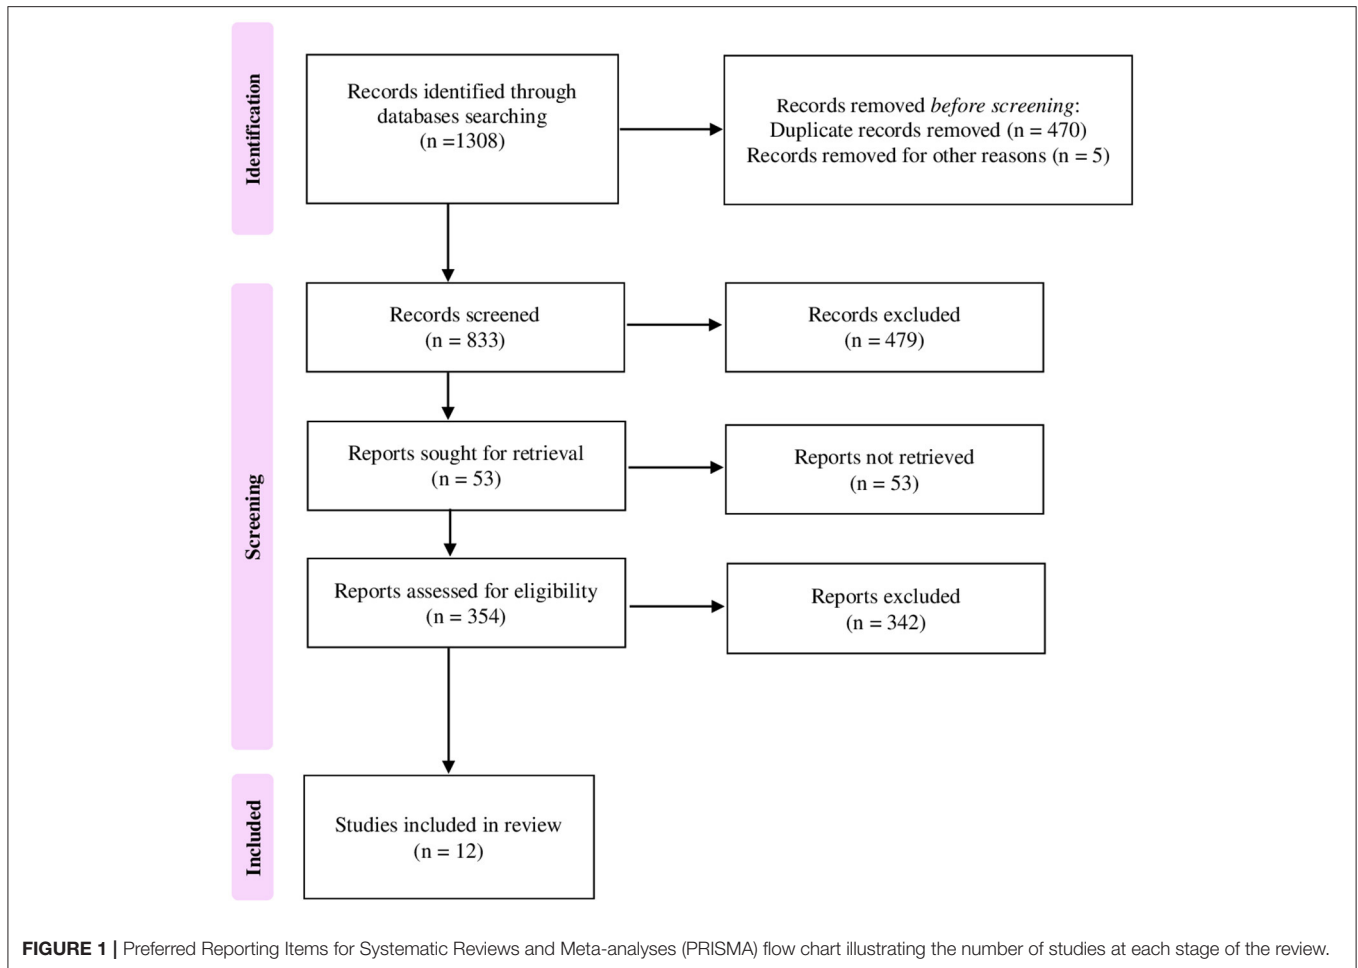 Identification
Records identified through
databases searching
(n =1308)
Records removed before screening:
Duplicate records removed (n = 470)
Records removed for other reasons (n = 5)
Screening
Records screened
(n = 833)
Records excluded
(n = 479)
Reports sought for retrieval
(n = 53)
Reports not retrieved
(n = 53)
Reports assessed for eligibility
(n = 354)
Reports excluded
(n = 342)
Included
Studies included in review
(n = 12)
FIGURE 1 | Preferred Reporting Items for Systematic Reviews and Meta-analyses (PRISMA) flow chart illustrating the number of studies at each stage of the review.